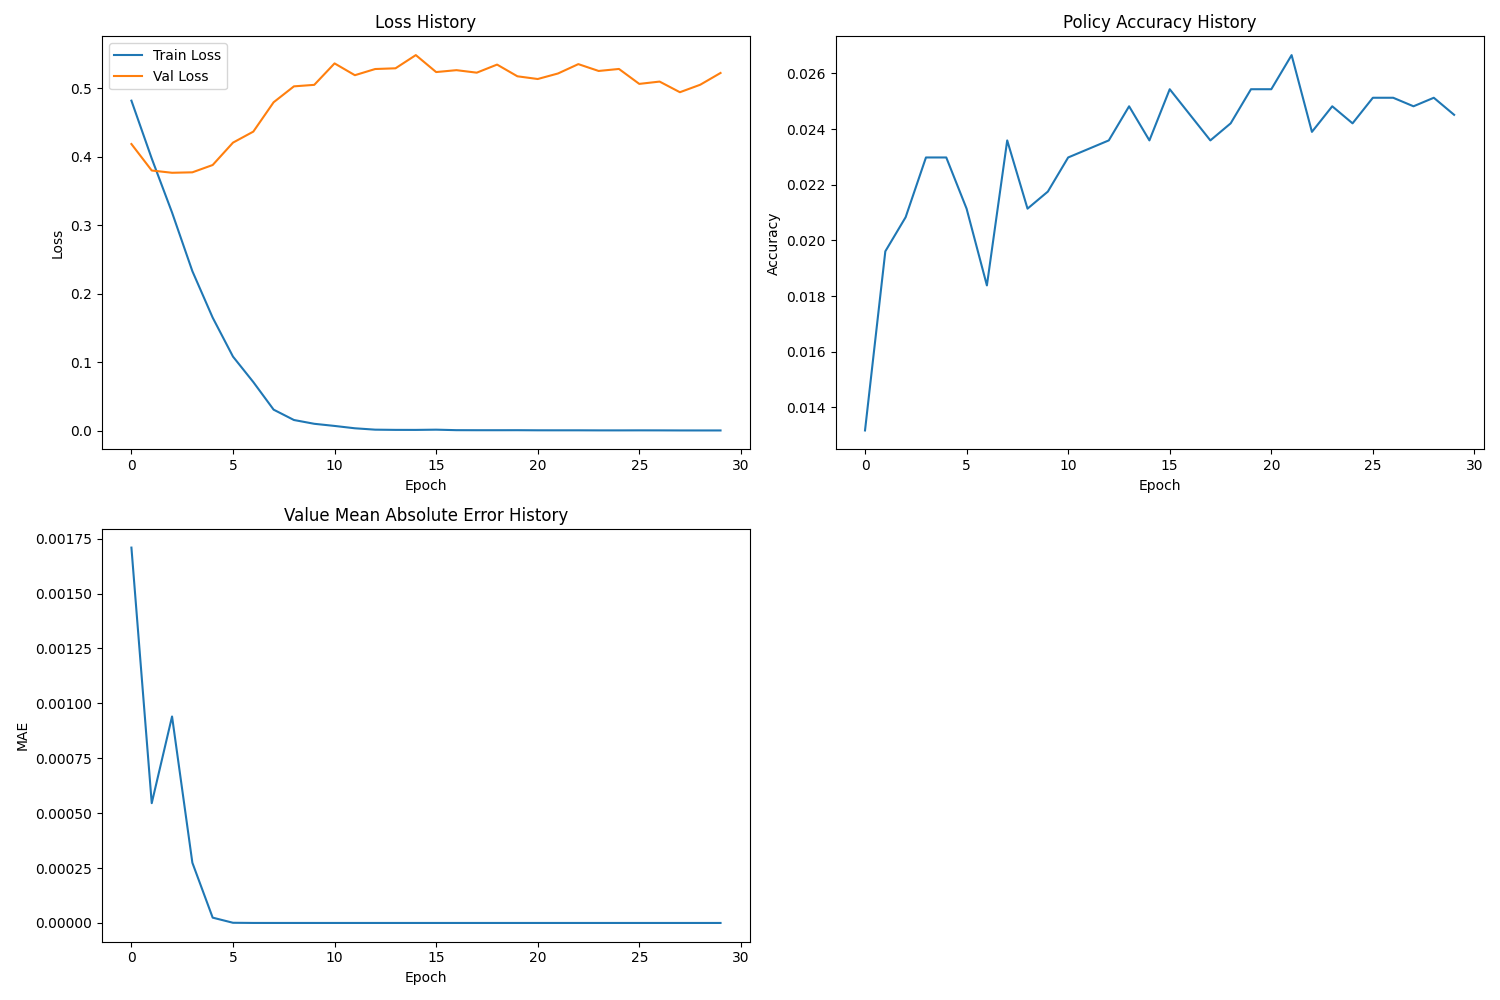 Loss History
Train Loss
Val Loss
0.5
0.4
0.3
0.2
0.1
0.0
Loss
0 5 10 15 20 25 30
Epoch
Policy Accuracy History
0.026
0.024
0.022
0.020
0.018
0.016
0.014
Accuracy
0 5 10 15 20 25 30
Epoch
Value Mean Absolute Error History
0.00175
0.00150
0.00125
0.00100
0.00075
0.00050
0.00025
0.00000
MAE
0 5 10 15 20 25 30
Epoch